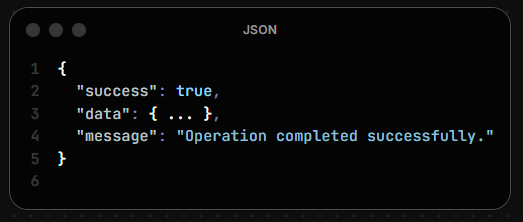 JSON
1 {
2   "success": true,
3   "data": { ... },
4   "message": "Operation completed successfully."
5 }
6